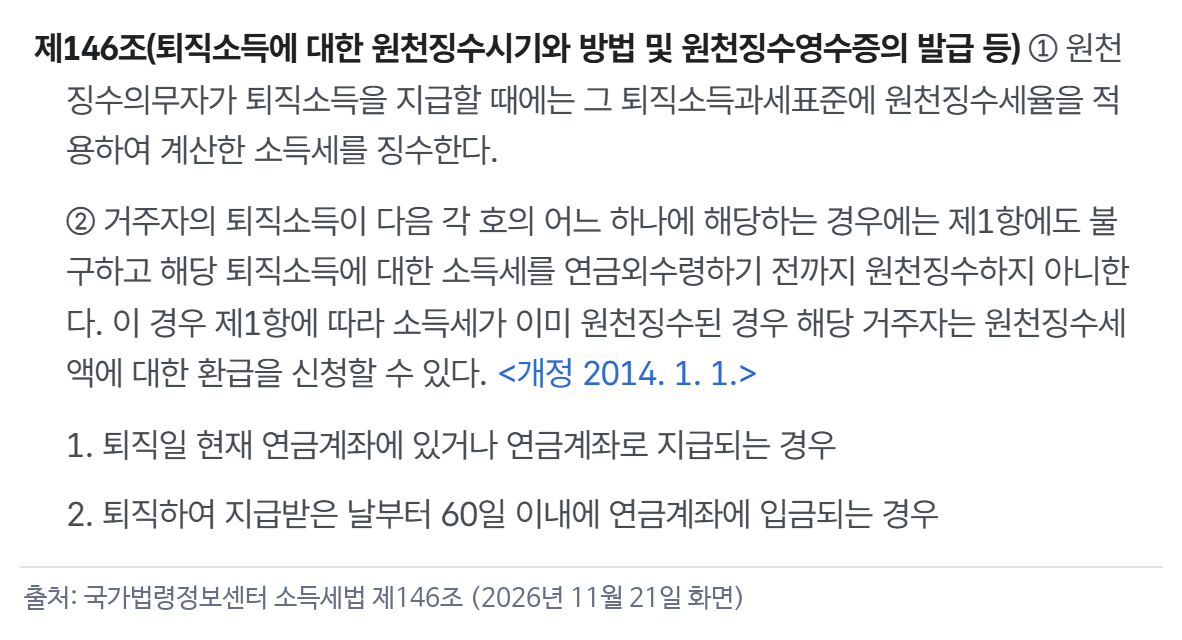 제146조(퇴직소득에 대한 원천징수시기와 방법 및 원천징수영수증의 발급 등) ① 원천
징수의무자가 퇴직소득을 지급할 때에는 그 퇴직소득과세표준에 원천징수세율을 적
용하여 계산한 소득세를 징수한다.
② 거주자의 퇴직소득이 다음 각 호의 어느 하나에 해당하는 경우에는 제1항에도 불
구하고 해당 퇴직소득에 대한 소득세를 연금외수령하기 전까지 원천징수하지 아니한
다. 이 경우 제1항에 따라 소득세가 이미 원천징수된 경우 해당 거주자는 원천징수세
액에 대한 환급을 신청할 수 있다. <개정 2014. 1. 1.>
1. 퇴직일 현재 연금계좌에 있거나 연금계좌로 지급되는 경우
2. 퇴직하여 지급받은 날부터 60일 이내에 연금계좌에 입금되는 경우
출처: 국가법령정보센터 소득세법 제146조 (2026년 11월 21일 화면)